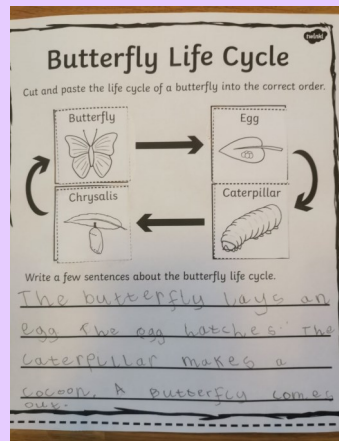 twinkl
Butterfly Life Cycle
Cut and paste the life cycle of a butterfly into the correct order.
Butterfly
Egg
Chrysalis
Caterpillar
Write a few sentences about the butterfly life cycle.
The butterfly lays an
egg The egg hatches. The
caterpillar makes a
cocoon. A butterfly comes
out.